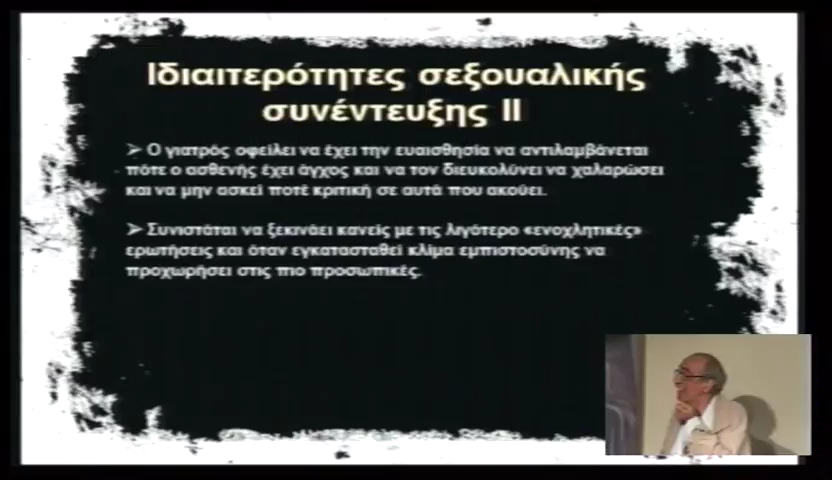 Ιδιαιτερότητες σεξουαλικής
συνέντευξης ΙΙ
➢ Ο γιατρός οφείλει να έχει την ευαισθησία να αντιλαμβάνεται
πότε ο ασθενής έχει άγχος και να τον διευκολύνει να χαλαρώσει
και να μην ασκεί ποτέ κριτική σε αυτά που ακούει.
➢ Συνιστάται να ξεκινάει κανείς με τις λιγότερο «ενοχλητικές»
ερωτήσεις και όταν εγκατασταθεί κλίμα εμπιστοσύνης να
προχωρήσει στις πιο προσωπικές.